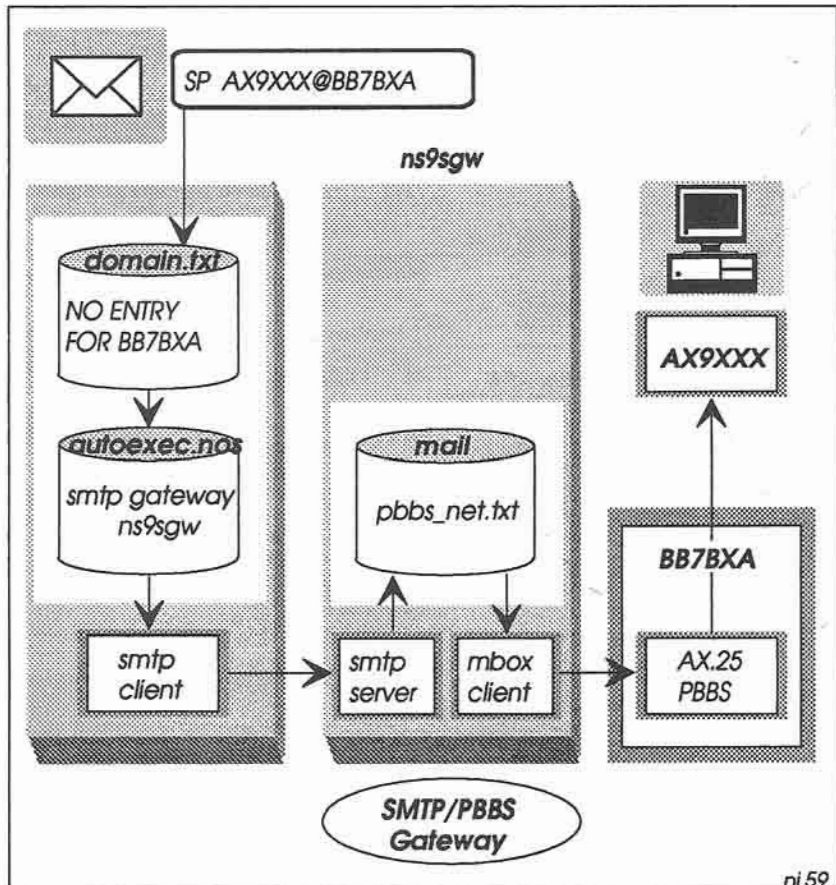 SP AX9XXX@BB7BXA
ns9sgw
domain.txt
NO ENTRY
FOR BB7BXA
autoexec.nos
smtp gateway
ns9sgw
smtp
client
mail
pbbs_net.txt
smtp
server
mbox
client
AX9XXX
BB7BXA
AX.25
PBBS
SMTP/PBBS
Gateway
ni.59